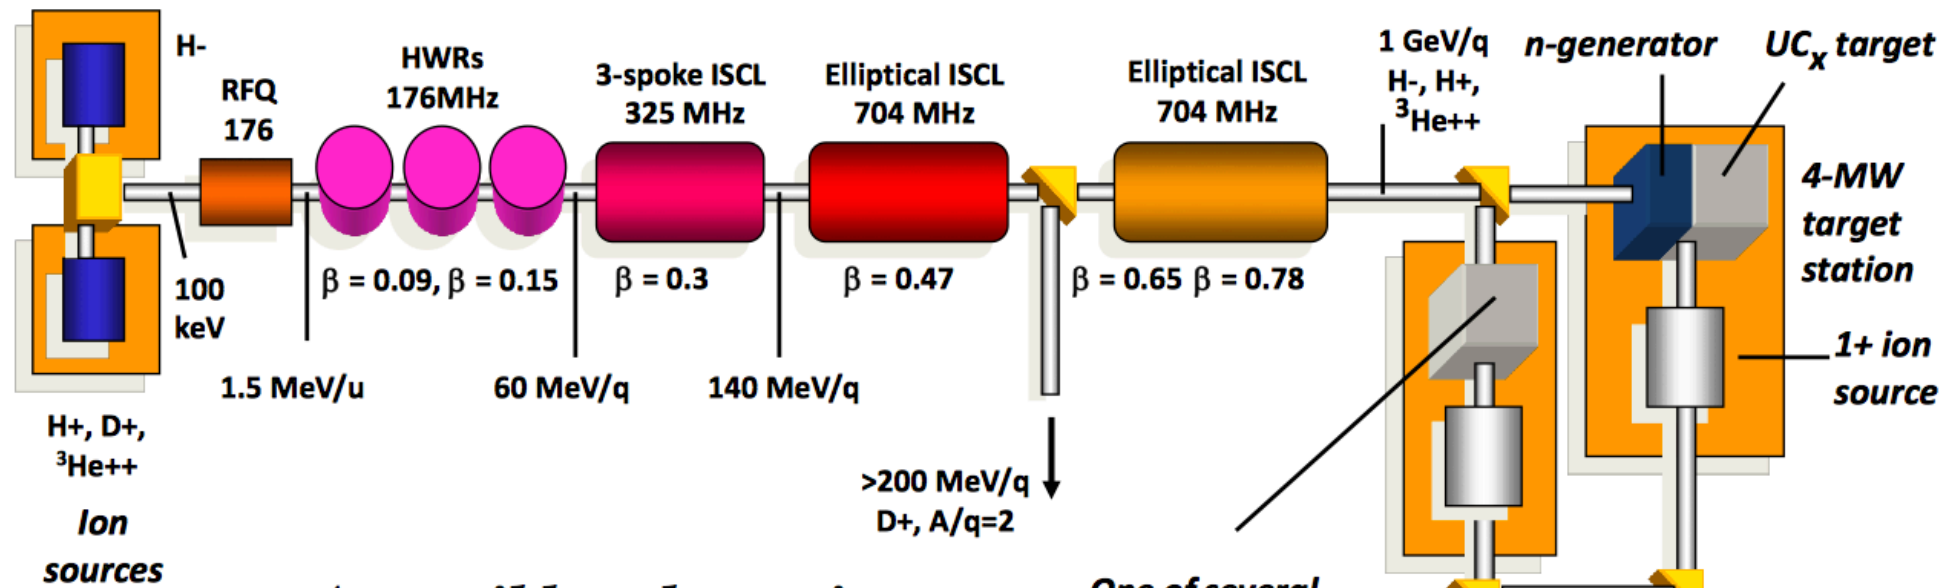 H-
RFQ
176
HWRs
176MHz
3-spoke ISCL
325 MHz
Elliptical ISCL
704 MHz
Elliptical ISCL
704 MHz
1 GeV/q
H-, H+,
³He++
n-generator
UCₓ target
4-MW
target
station
1+ ion
source
100
keV
β = 0.09, β = 0.15
β = 0.3
β = 0.47
β = 0.65 β = 0.78
1.5 MeV/u
60 MeV/q
140 MeV/q
>200 MeV/q
D+, A/q=2
H+, D+,
³He++
Ion
sources
One of several